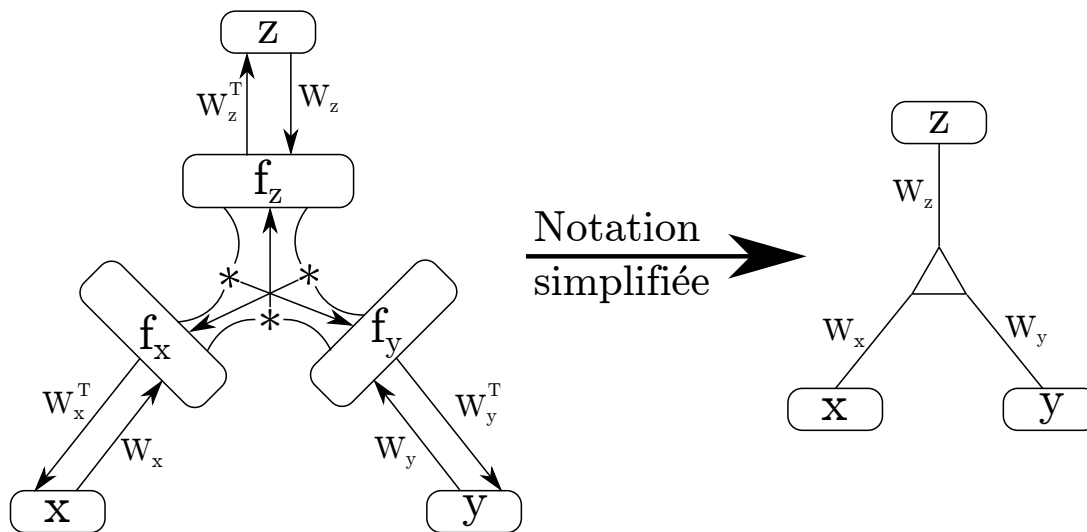 z
W_z^T W_z
f_z
* *
*
f_x f_y
W_x^T W_x
W_y W_y^T
x y
Notation
simplifiée
z
W_z
W_x W_y
x y